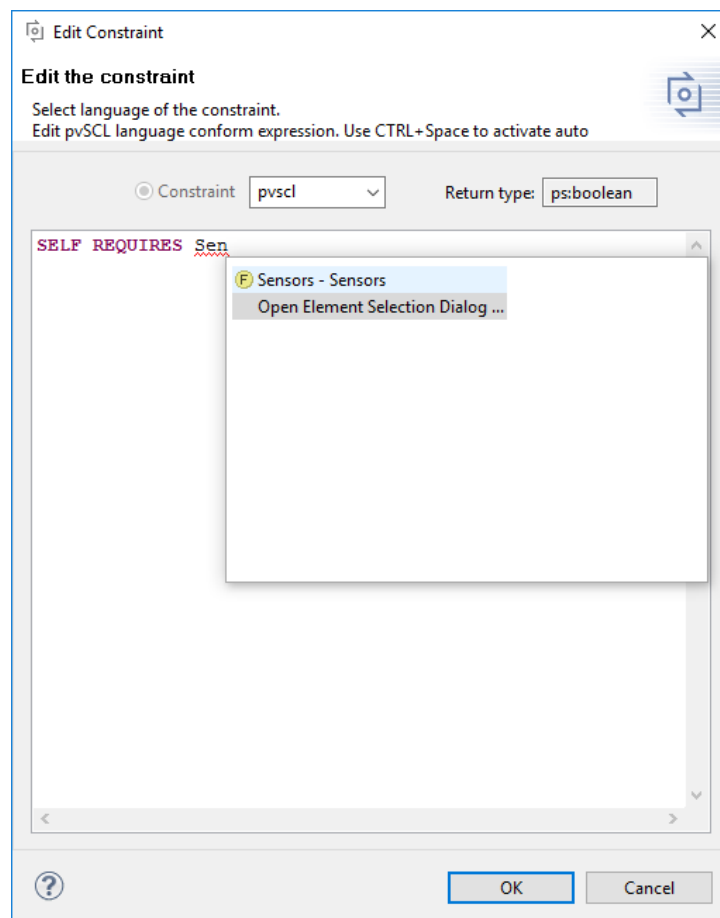 Edit Constraint
Edit the constraint
Select language of the constraint.
Edit pvSCL language conform expression. Use CTRL+Space to activate auto
Constraint pvscl Return type: ps:boolean
SELF REQUIRES Sen
F Sensors - Sensors
Open Element Selection Dialog ...
? OK Cancel